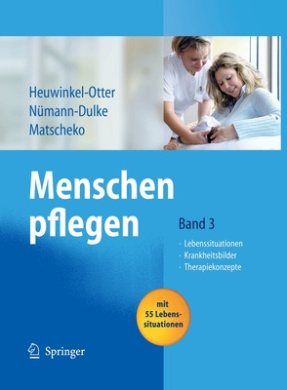 Heuwinkel-Otter
Nümann-Dulke
Matscheko
Menschen
pflegen
Band 3
· Lebenssituationen
· Krankheitsbilder
· Therapiekonzepte
mit
55 Lebens-
situationen
Springer